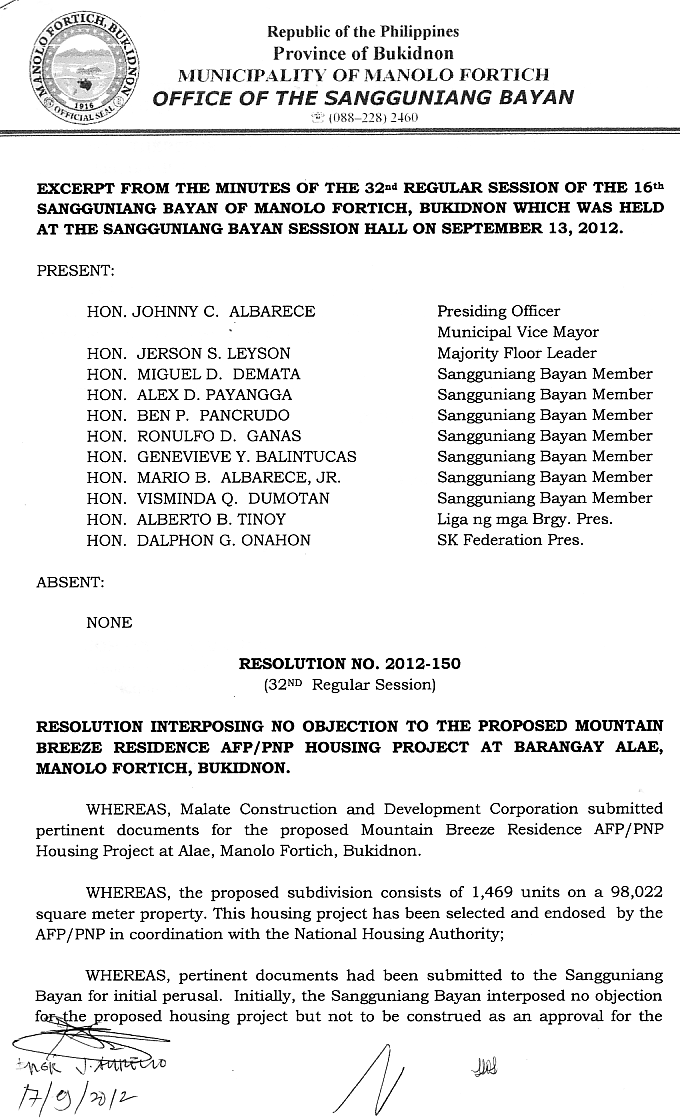 MANOLO FORTICH, BUKIDNON
1916
OFFICIAL SEAL
Republic of the Philippines
Province of Bukidnon
MUNICIPALITY OF MANOLO FORTICH
OFFICE OF THE SANGGUNIANG BAYAN
☏ (088–228) 2460
EXCERPT FROM THE MINUTES OF THE 32nd REGULAR SESSION OF THE 16th
SANGGUNIANG BAYAN OF MANOLO FORTICH, BUKIDNON WHICH WAS HELD
AT THE SANGGUNIANG BAYAN SESSION HALL ON SEPTEMBER 13, 2012.
PRESENT:
HON. JOHNNY C. ALBARECE Presiding Officer
Municipal Vice Mayor
HON. JERSON S. LEYSON Majority Floor Leader
HON. MIGUEL D. DEMATA Sangguniang Bayan Member
HON. ALEX D. PAYANGGA Sangguniang Bayan Member
HON. BEN P. PANCRUDO Sangguniang Bayan Member
HON. RONULFO D. GANAS Sangguniang Bayan Member
HON. GENEVIEVE Y. BALINTUCAS Sangguniang Bayan Member
HON. MARIO B. ALBARECE, JR. Sangguniang Bayan Member
HON. VISMINDA Q. DUMOTAN Sangguniang Bayan Member
HON. ALBERTO B. TINOY Liga ng mga Brgy. Pres.
HON. DALPHON G. ONAHON SK Federation Pres.
ABSENT:
NONE
RESOLUTION NO. 2012-150
(32ND Regular Session)
RESOLUTION INTERPOSING NO OBJECTION TO THE PROPOSED MOUNTAIN
BREEZE RESIDENCE AFP/PNP HOUSING PROJECT AT BARANGAY ALAE,
MANOLO FORTICH, BUKIDNON.
WHEREAS, Malate Construction and Development Corporation submitted
pertinent documents for the proposed Mountain Breeze Residence AFP/PNP
Housing Project at Alae, Manolo Fortich, Bukidnon.
WHEREAS, the proposed subdivision consists of 1,469 units on a 98,022
square meter property. This housing project has been selected and endosed by the
AFP/PNP in coordination with the National Housing Authority;
WHEREAS, pertinent documents had been submitted to the Sangguniang
Bayan for initial perusal. Initially, the Sangguniang Bayan interposed no objection
for the proposed housing project but not to be construed as an approval for the
17/9/2012